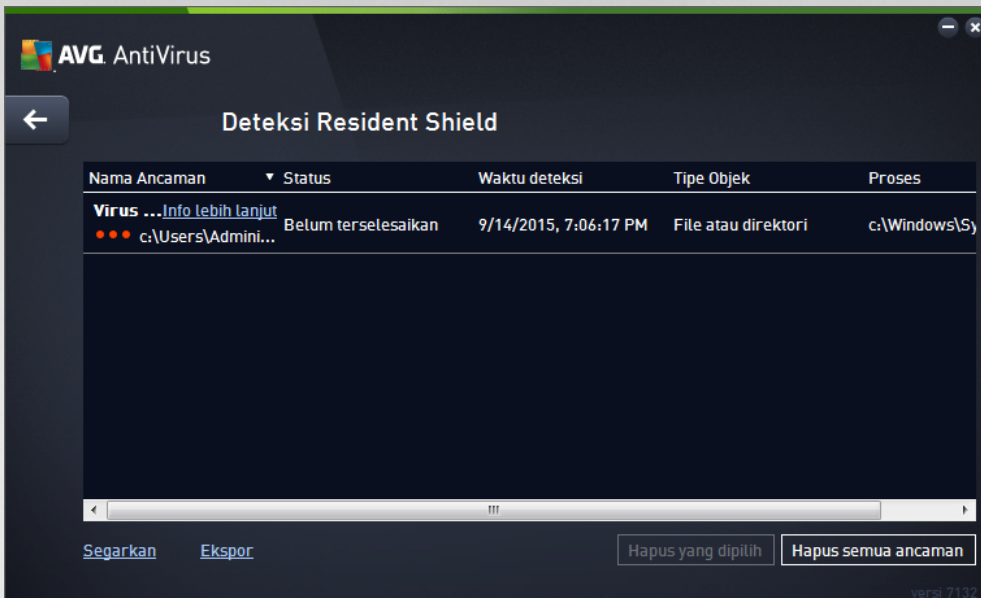 AVG. AntiVirus
Deteksi Resident Shield
Nama Ancaman Status Waktu deteksi Tipe Objek Proses
Virus ... Info lebih lanjut
c:\Users\Admini... Belum terselesaikan 9/14/2015, 7:06:17 PM File atau direktori c:\Windows\Sy
Segarkan Ekspor Hapus yang dipilih Hapus semua ancaman
versi 7132